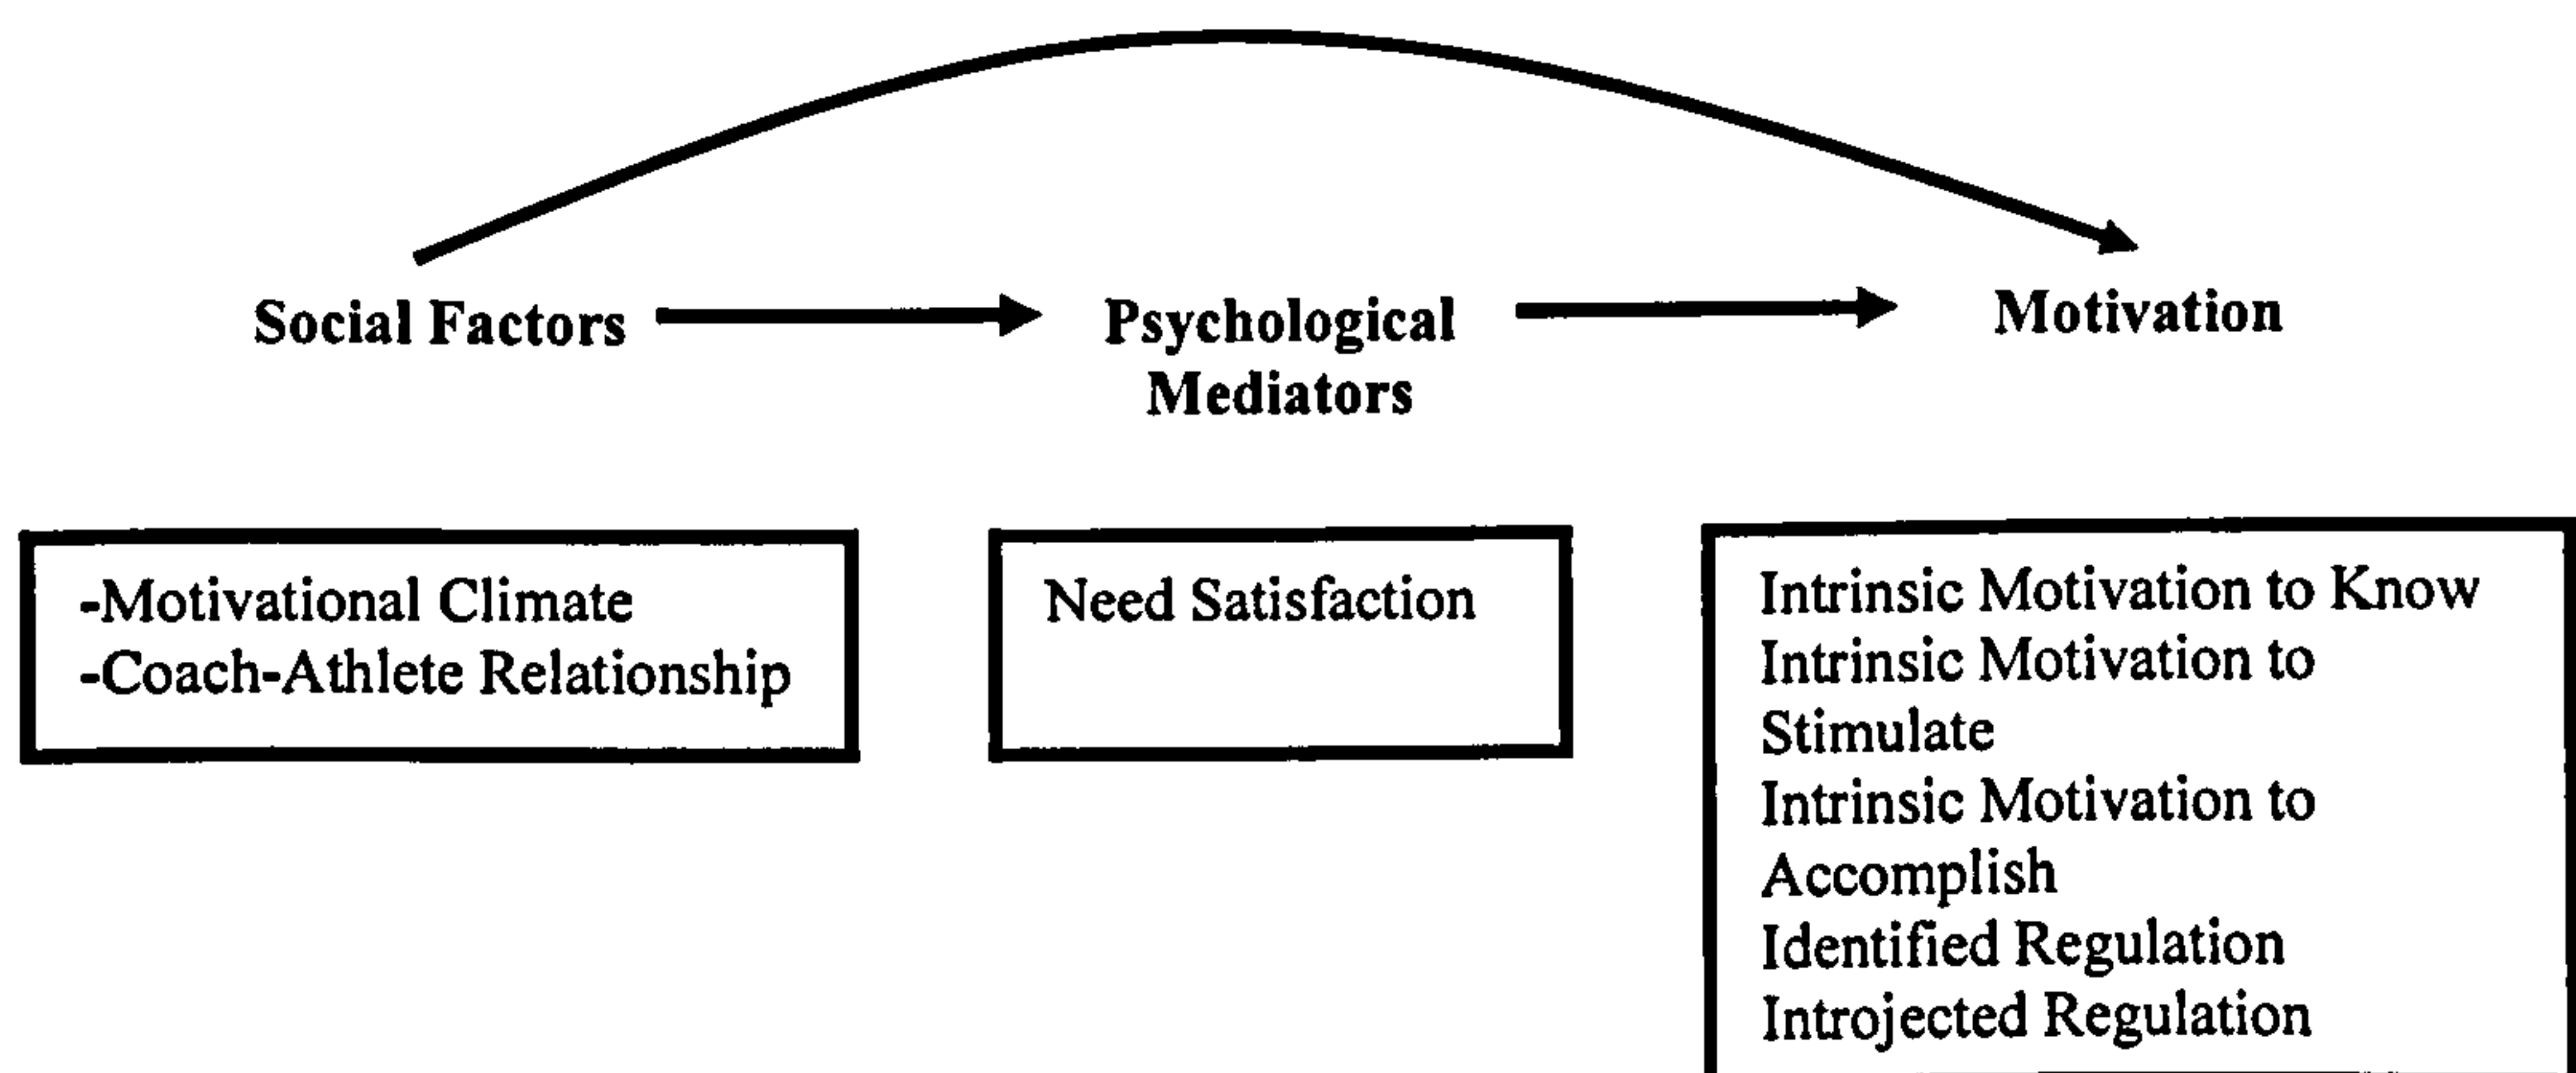 Social Factors
Psychological
Mediators
Motivation
-Motivational Climate
-Coach-Athlete Relationship
Need Satisfaction
Intrinsic Motivation to Know
Intrinsic Motivation to
Stimulate
Intrinsic Motivation to
Accomplish
Identified Regulation
Introjected Regulation